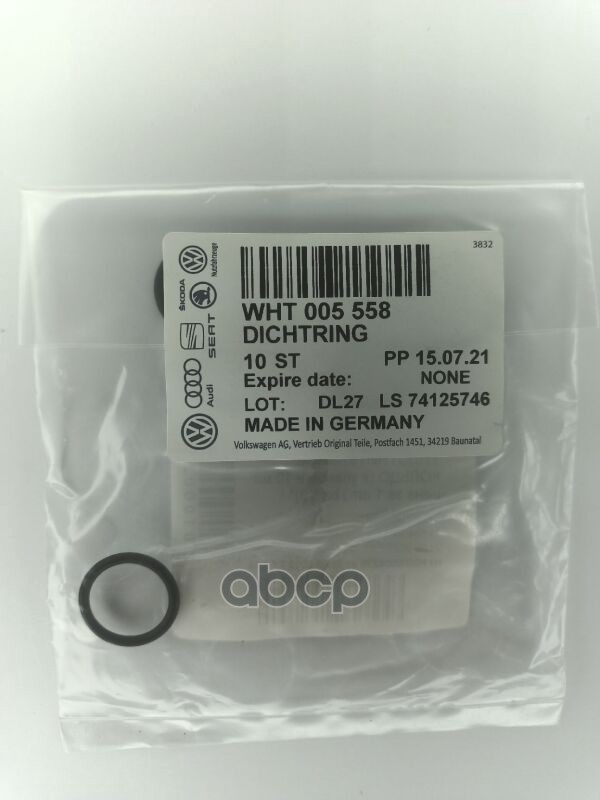 3832
Nutzfahrzeuge
ŠKODA
SEAT
Audi
WHT 005 558
DICHTRING
10 ST PP 15.07.21
Expire date: NONE
LOT: DL27 LS 74125746
MADE IN GERMANY
Volkswagen AG, Vertrieb Original Teile, Postfach 1451, 34219 Baunatal
abcp